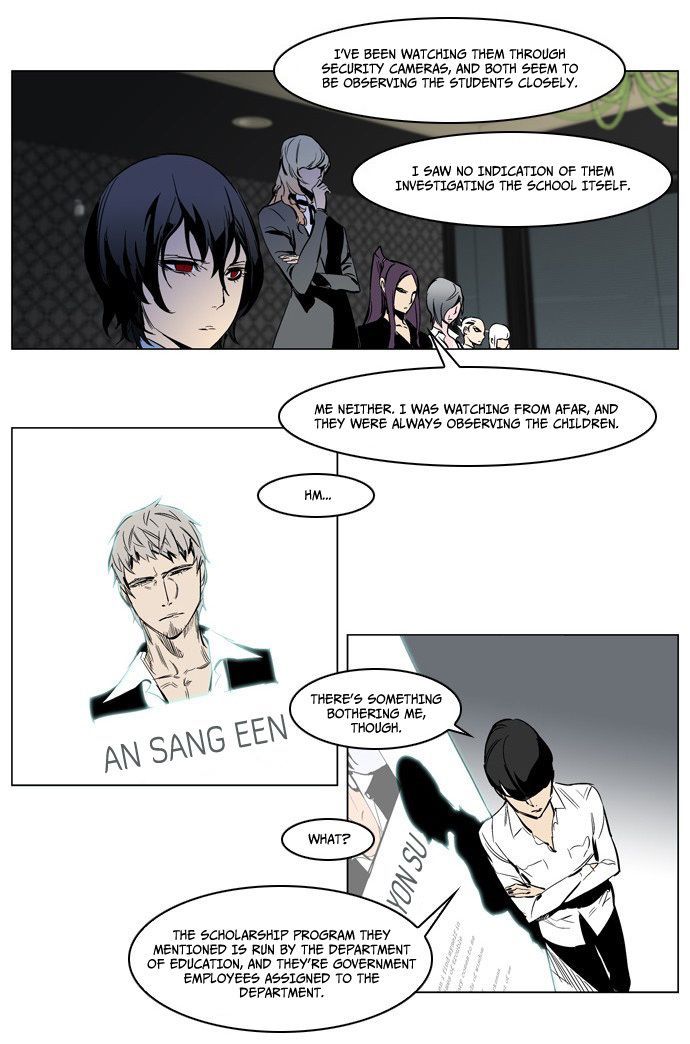 I'VE BEEN WATCHING THEM THROUGH
SECURITY CAMERAS, AND BOTH SEEM TO
BE OBSERVING THE STUDENTS CLOSELY.
I SAW NO INDICATION OF THEM
INVESTIGATING THE SCHOOL ITSELF.
ME NEITHER. I WAS WATCHING FROM AFAR, AND
THEY WERE ALWAYS OBSERVING THE CHILDREN.
HM...
AN SANG EEN
THERE'S SOMETHING
BOTHERING ME,
THOUGH.
WHAT?
YON SU
THE SCHOLARSHIP PROGRAM THEY
MENTIONED IS RUN BY THE DEPARTMENT
OF EDUCATION, AND THEY'RE GOVERNMENT
EMPLOYEES ASSIGNED TO THE
DEPARTMENT.